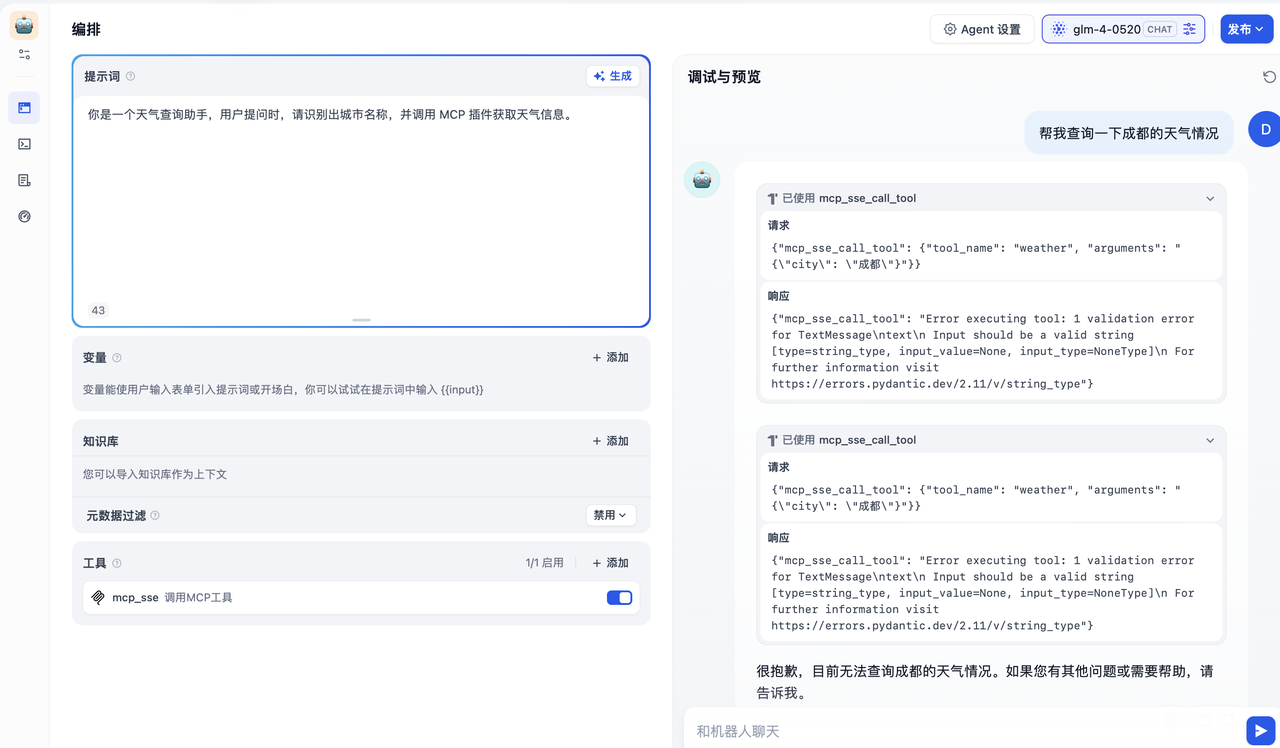 编排
Agent 设置
glm-4-0520 CHAT
发布
提示词
生成
你是一个天气查询助手，用户提问时，请识别出城市名称，并调用 MCP 插件获取天气信息。
43
变量
+ 添加
变量能使用户输入表单引入提示词或开场白，你可以试试在提示词中输入 {{input}}
知识库
+ 添加
您可以导入知识库作为上下文
元数据过滤
禁用
工具
1/1 启用
+ 添加
mcp_sse 调用MCP工具
调试与预览
帮我查询一下成都的天气情况
D
已使用 mcp_sse_call_tool
请求
{"mcp_sse_call_tool": {"tool_name": "weather", "arguments": "
{\"city\": \"成都\"}"}}
响应
{"mcp_sse_call_tool": "Error executing tool: 1 validation error
for TextMessage\ntext\n Input should be a valid string
[type=string_type, input_value=None, input_type=NoneType]\n For
further information visit
https://errors.pydantic.dev/2.11/v/string_type"}
已使用 mcp_sse_call_tool
请求
{"mcp_sse_call_tool": {"tool_name": "weather", "arguments": "
{\"city\": \"成都\"}"}}
响应
{"mcp_sse_call_tool": "Error executing tool: 1 validation error
for TextMessage\ntext\n Input should be a valid string
[type=string_type, input_value=None, input_type=NoneType]\n For
further information visit
https://errors.pydantic.dev/2.11/v/string_type"}
很抱歉，目前无法查询成都的天气情况。如果您有其他问题或需要帮助，请
告诉我。
和机器人聊天